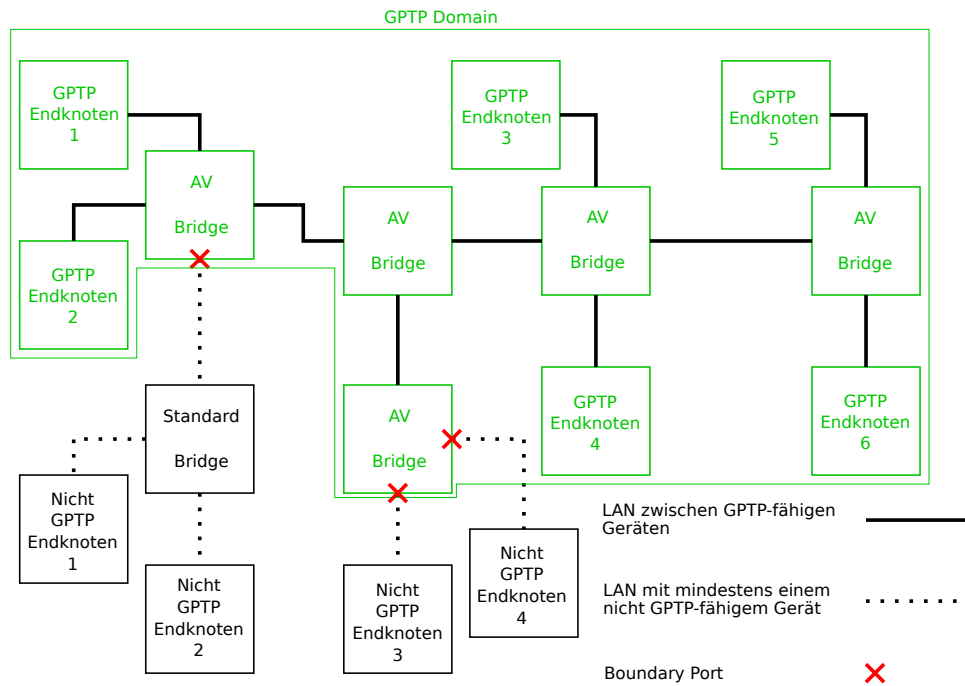 GPTP Domain
GPTP
Endknoten
1
GPTP
Endknoten
2
AV
Bridge
GPTP
Endknoten
3
GPTP
Endknoten
5
AV
Bridge
AV
Bridge
AV
Bridge
Standard
Bridge
AV
Bridge
GPTP
Endknoten
4
GPTP
Endknoten
6
Nicht
GPTP
Endknoten
1
Nicht
GPTP
Endknoten
2
Nicht
GPTP
Endknoten
3
Nicht
GPTP
Endknoten
4
LAN zwischen GPTP-fähigen
Geräten
LAN mit mindestens einem
nicht GPTP-fähigem Gerät
Boundary Port